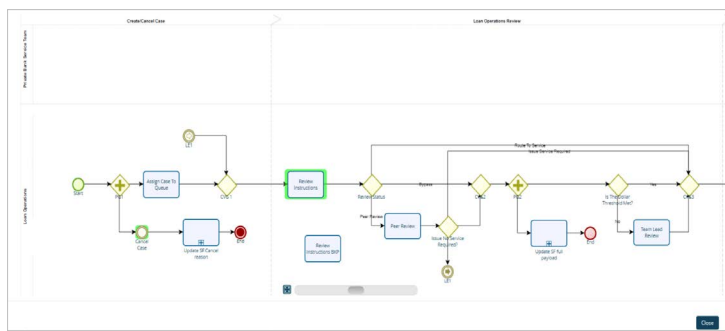 Create/Cancel Case
Loan Operations Review
Private Bank Service Team
Loan Operations
LE1
Start
PG1
Assign Case To
Queue
CVG 1
Cancel
Case
Update SF-Cancel
reason
End
Review
Instructions
Review
Instructions BKP
Review Status
Route To Service
Issue Service Required
Bypass
Peer Review
Peer Review
Issue No Service
Required?
LE1
CVG2
PG2
Update SF-full
payload
End
Is The Dollar
Threshold Met?
Yes
No
Team Lead
Review
CVG3
Close